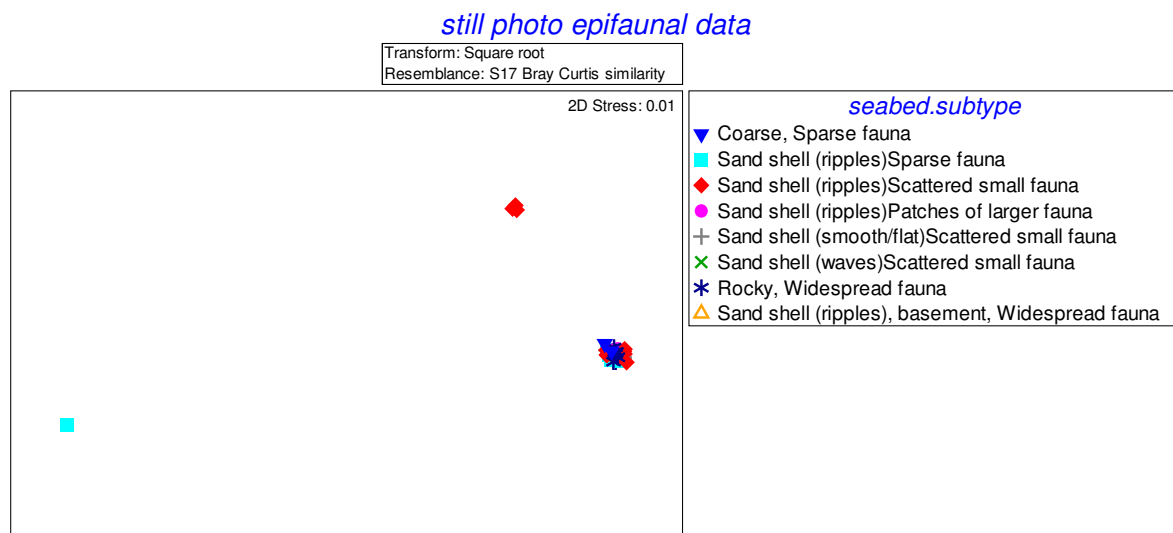 still photo epifaunal data
Transform: Square root
Resemblance: S17 Bray Curtis similarity
2D Stress: 0.01
seabed.subtype
Coarse, Sparse fauna
Sand shell (ripples)Sparse fauna
Sand shell (ripples)Scattered small fauna
Sand shell (ripples)Patches of larger fauna
Sand shell (smooth/flat)Scattered small fauna
Sand shell (waves)Scattered small fauna
Rocky, Widespread fauna
Sand shell (ripples), basement, Widespread fauna